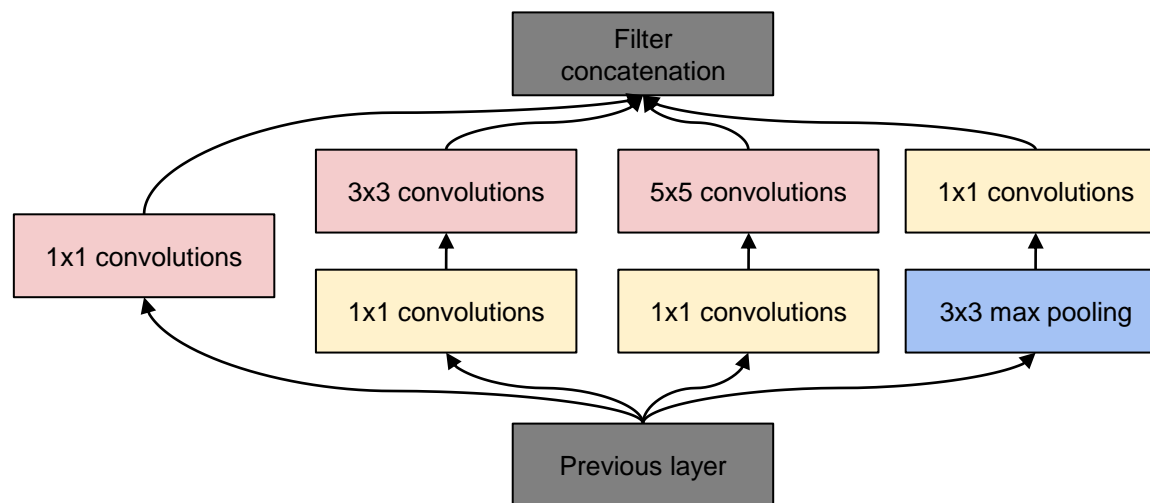 Filter
concatenation
3x3 convolutions
5x5 convolutions
1x1 convolutions
1x1 convolutions
1x1 convolutions
1x1 convolutions
3x3 max pooling
Previous layer